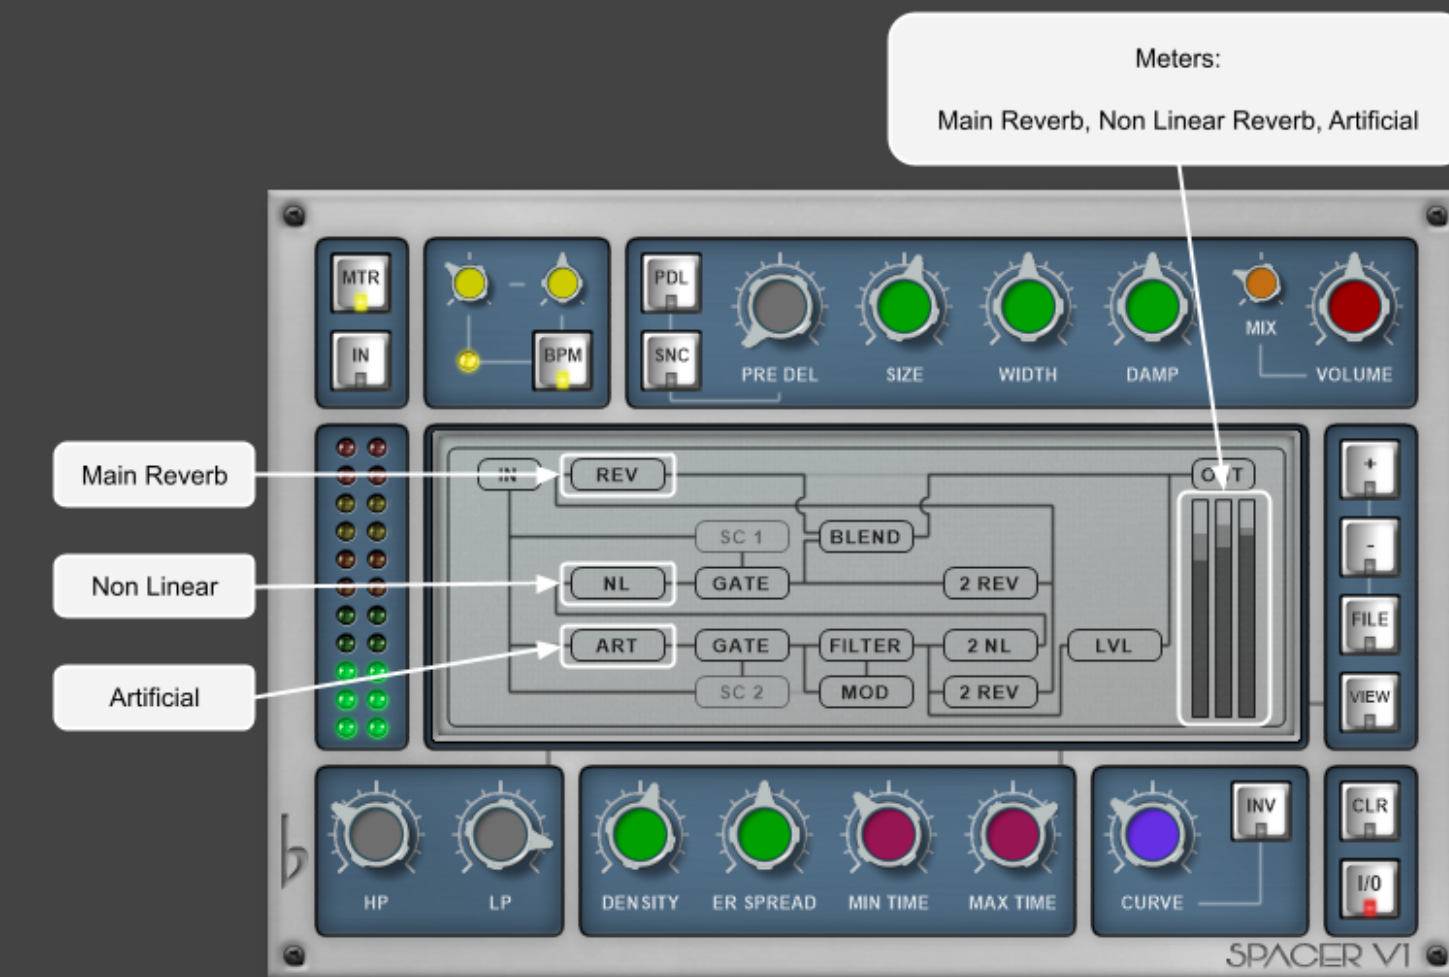 Meters:
Main Reverb, Non Linear Reverb, Artificial
MTR
PDL
MIX
IN
BPM
SNC
PRE DEL
SIZE
WIDTH
DAMP
VOLUME
Main Reverb
IN
REV
OUT
+
SC 1
BLEND
-
Non Linear
NL
GATE
2 REV
FILE
ART
GATE
FILTER
2 NL
LVL
Artificial
SC 2
MOD
2 REV
VIEW
INV
CLR
I/O
HP
LP
DENSITY
ER SPREAD
MIN TIME
MAX TIME
CURVE
SPACER V1